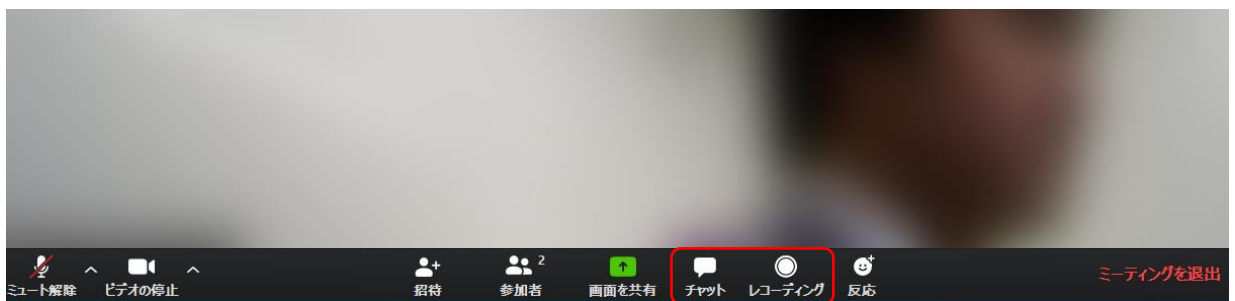 ミュート解除 ビデオの停止 招待 参加者 2 画面を共有 チャット レコーディング 反応 ミーティングを退出